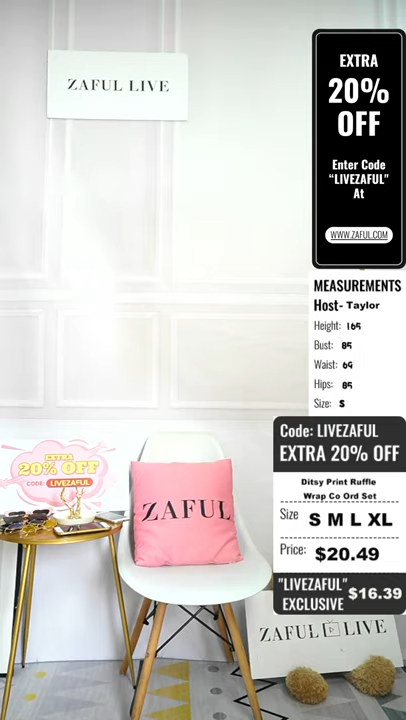 ZAFUL LIVE
EXTRA
20%
OFF
Enter Code
“LIVEZAFUL”
At
WWW.ZAFUL.COM
MEASUREMENTS
Host- Taylor
Height: 165
Bust: 85
Waist: 69
Hips: 85
Size: S
Code: LIVEZAFUL
EXTRA 20% OFF
Ditsy Print Ruffle
Wrap Co Ord Set
Size S M L XL
Price: $20.49
"LIVEZAFUL" $16.39
EXCLUSIVE
20% OFF
CODE: LIVEZAFUL
ZAFUL
ZAFUL LIVE